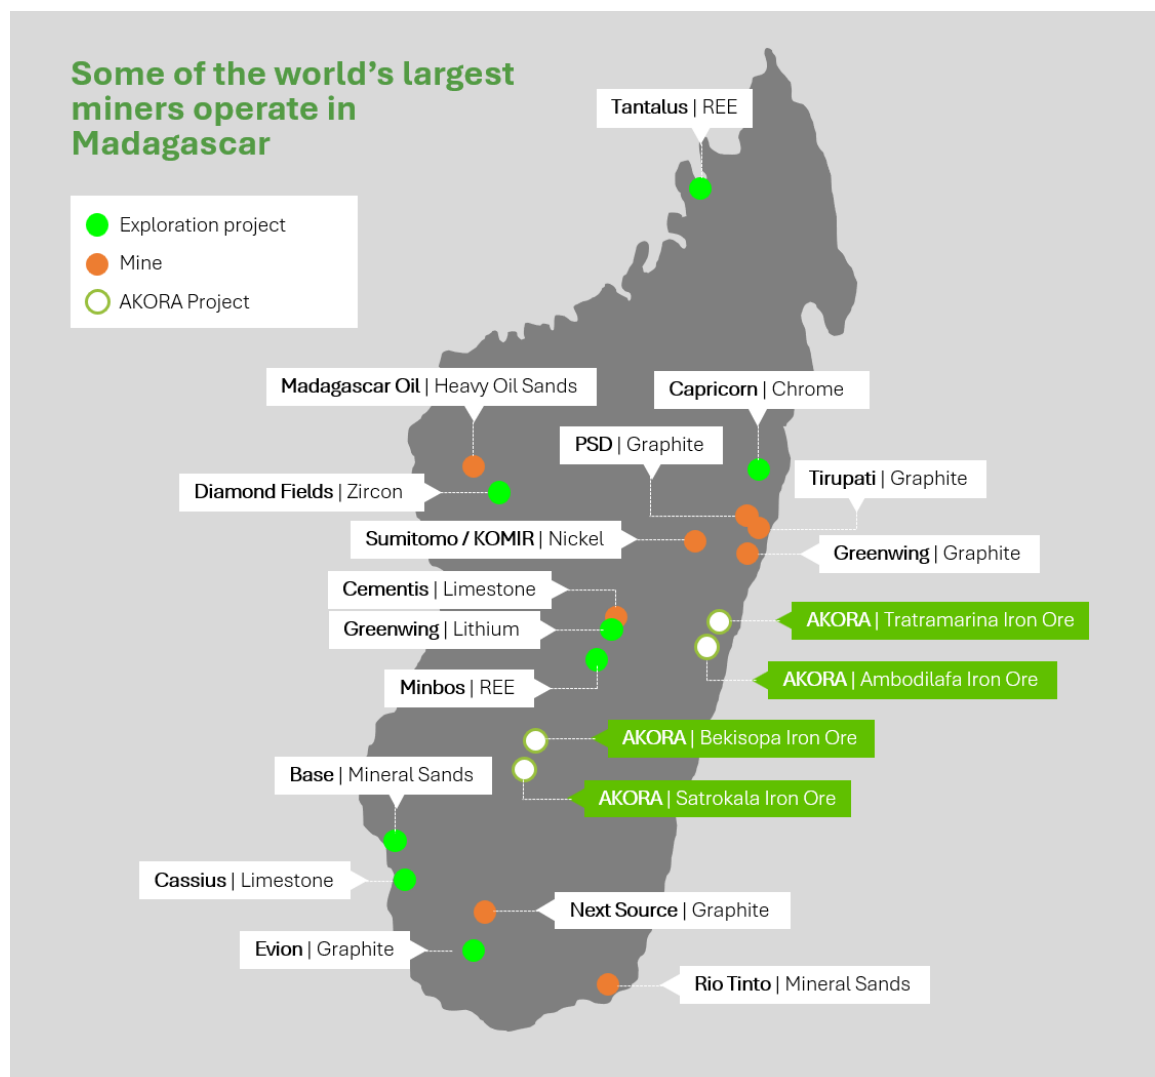 Some of the world's largest
miners operate in
Madagascar
Exploration project
Mine
AKORA Project
Tantalus | REE
Madagascar Oil | Heavy Oil Sands
Capricorn | Chrome
PSD | Graphite
Tirupati | Graphite
Diamond Fields | Zircon
Sumitomo / KOMIR | Nickel
Greenwing | Graphite
Cementis | Limestone
Greenwing | Lithium
AKORA | Tratramarina Iron Ore
Minbos | REE
AKORA | Ambodilafa Iron Ore
AKORA | Bekisopa Iron Ore
Base | Mineral Sands
AKORA | Satrokala Iron Ore
Cassius | Limestone
Next Source | Graphite
Evion | Graphite
Rio Tinto | Mineral Sands